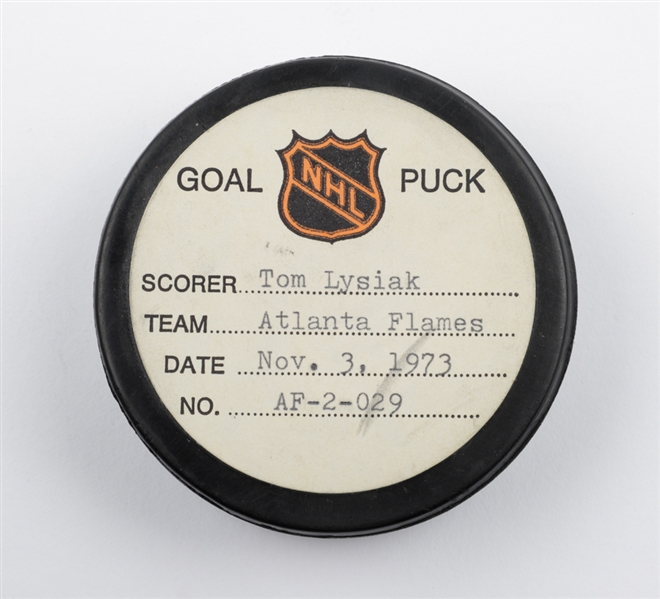 GOAL NHL PUCK
SCORER Tom Lysiak
TEAM Atlanta Flames
DATE Nov. 3, 1973
NO. AF-2-029